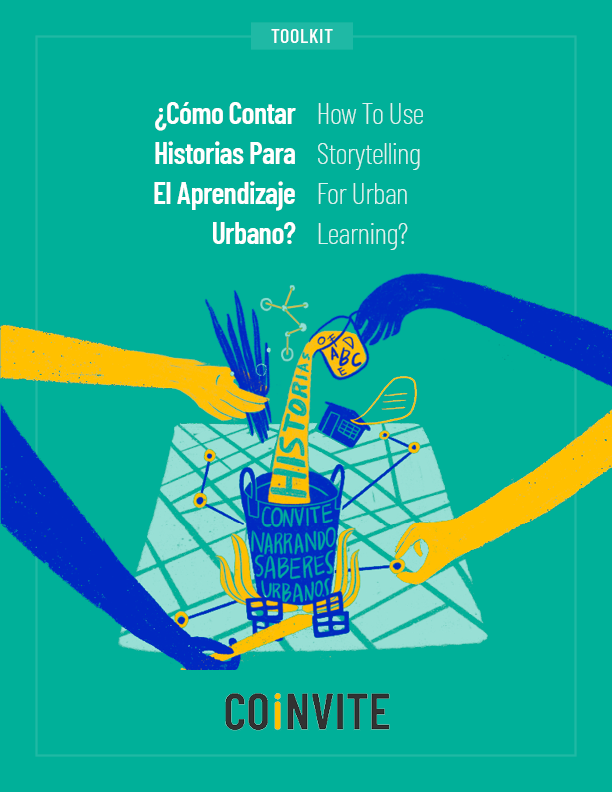 TOOLKIT
¿Cómo Contar
Historias Para
El Aprendizaje
Urbano?
How To Use
Storytelling
For Urban
Learning?
ABC
E
HISTORIAS
CONVITE
NARRANDO
SABERES
URBANOS
COiNVITE